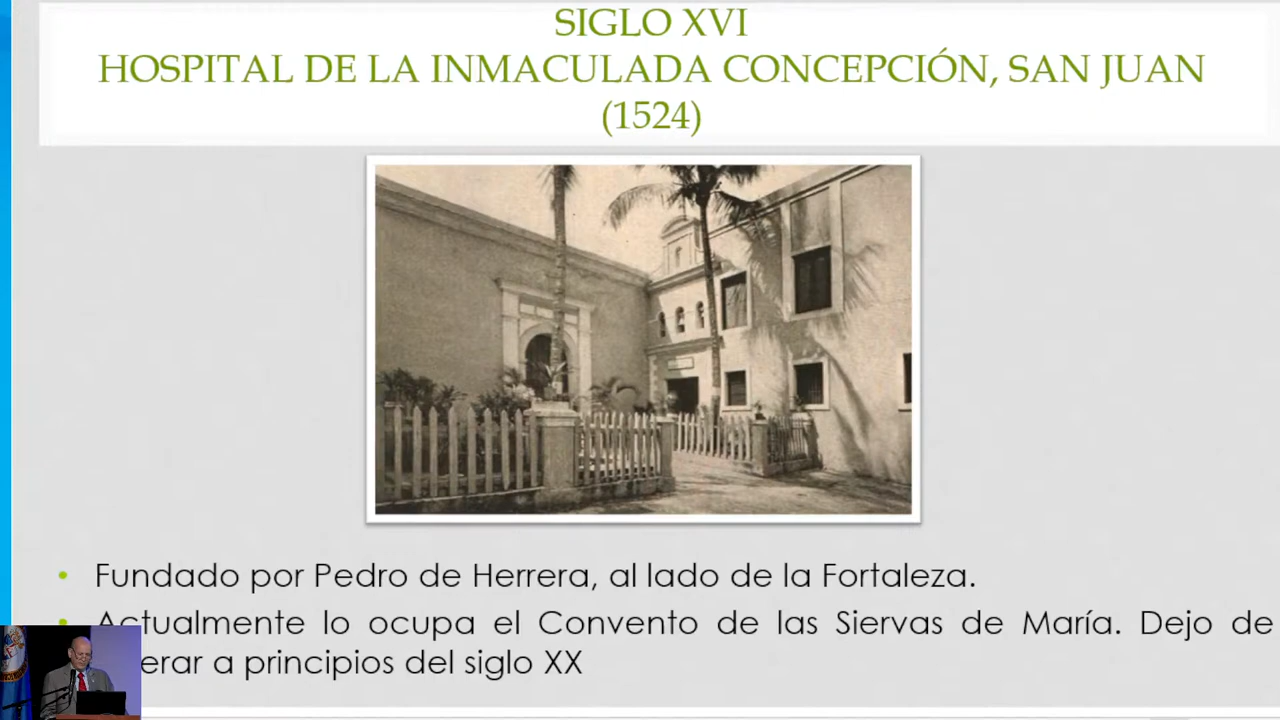 SIGLO XVI
HOSPITAL DE LA INMACULADA CONCEPCIÓN, SAN JUAN
(1524)
• Fundado por Pedro de Herrera, al lado de la Fortaleza.
• Actualmente lo ocupa el Convento de las Siervas de María. Dejo de
erar a principios del siglo XX